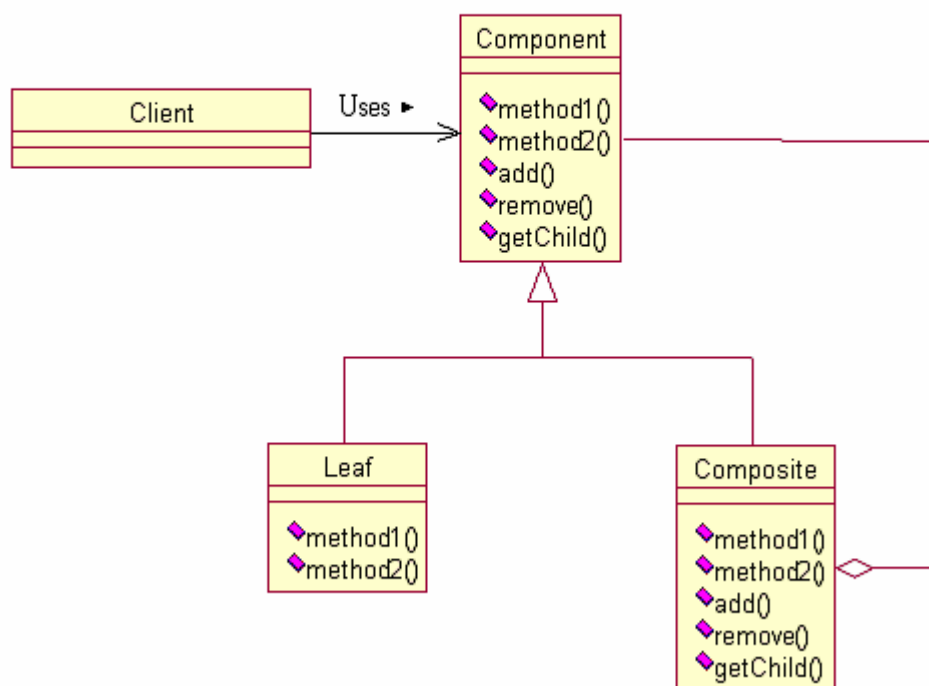 Component
method1()
method2()
add()
remove()
getChild()
Client
Uses ▸
Leaf
method1()
method2()
Composite
method1()
method2()
add()
remove()
getChild()